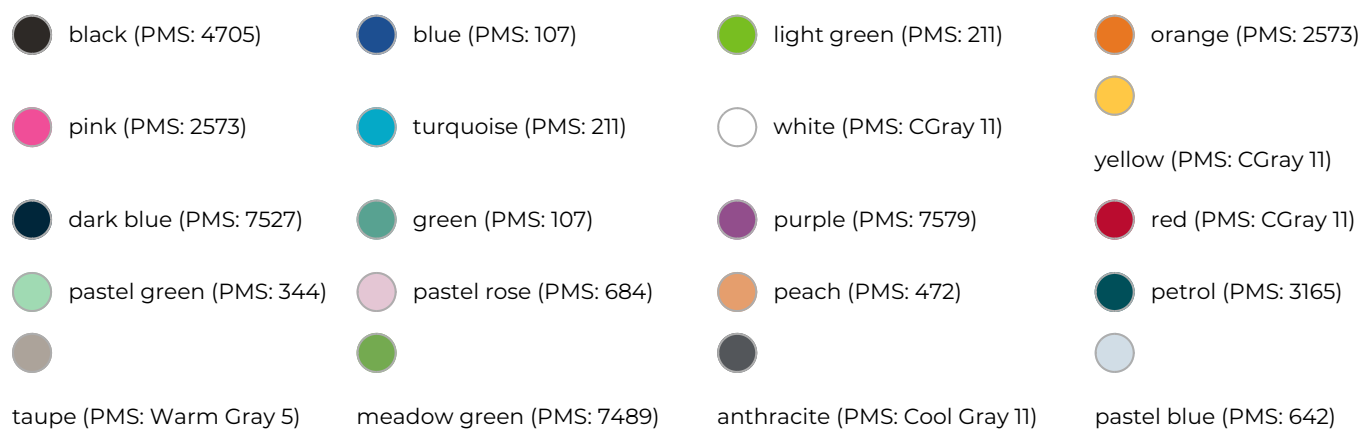 black (PMS: 4705)
blue (PMS: 107)
light green (PMS: 211)
orange (PMS: 2573)
pink (PMS: 2573)
turquoise (PMS: 211)
white (PMS: CGray 11)
yellow (PMS: CGray 11)
dark blue (PMS: 7527)
green (PMS: 107)
purple (PMS: 7579)
red (PMS: CGray 11)
pastel green (PMS: 344)
pastel rose (PMS: 684)
peach (PMS: 472)
petrol (PMS: 3165)
taupe (PMS: Warm Gray 5)
meadow green (PMS: 7489)
anthracite (PMS: Cool Gray 11)
pastel blue (PMS: 642)